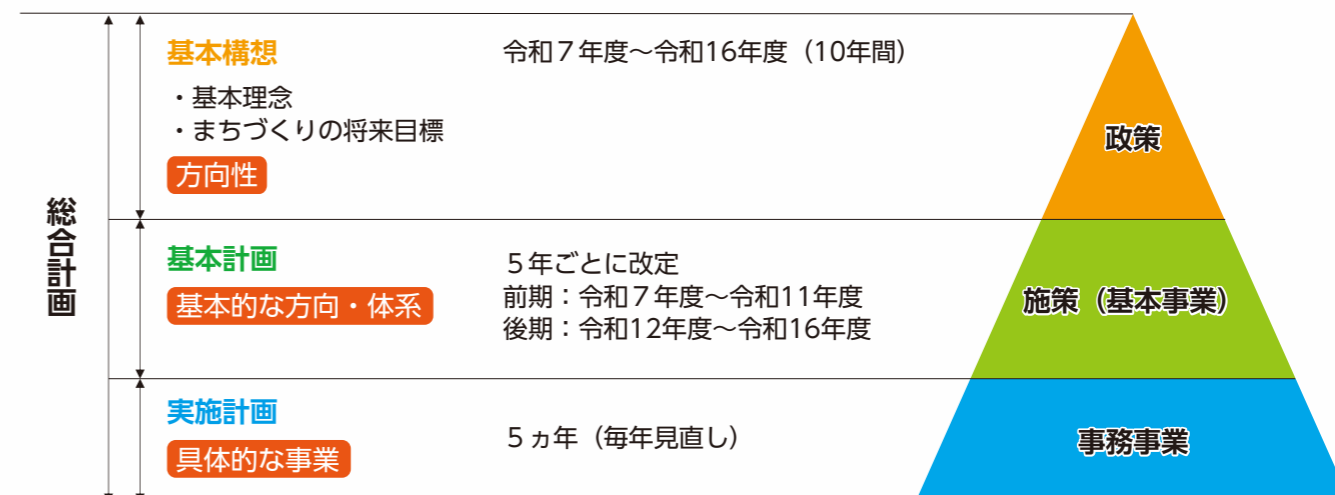 総合計画
基本構想
・基本理念
・まちづくりの将来目標
方向性
令和７年度～令和16年度（10年間）
政策
基本計画
基本的な方向・体系
５年ごとに改定
前期：令和７年度～令和11年度
後期：令和12年度～令和16年度
施策（基本事業）
実施計画
具体的な事業
５ヵ年（毎年見直し）
事務事業